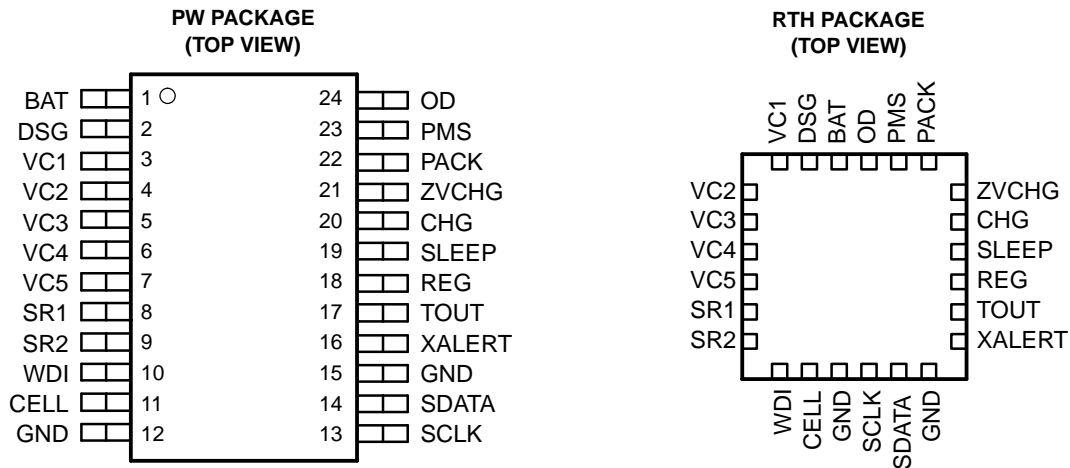 PW PACKAGE
(TOP VIEW)
BAT 1 24 OD
DSG 2 23 PMS
VC1 3 22 PACK
VC2 4 21 ZVCHG
VC3 5 20 CHG
VC4 6 19 SLEEP
VC5 7 18 REG
SR1 8 17 TOUT
SR2 9 16 XALERT
WDI 10 15 GND
CELL 11 14 SDATA
GND 12 13 SCLK
RTH PACKAGE
(TOP VIEW)
VC1 DSG BAT OD PMS PACK
VC2 ZVCHG
VC3 CHG
VC4 SLEEP
VC5 REG
SR1 TOUT
SR2 XALERT
WDI CELL GND SCLK SDATA GND